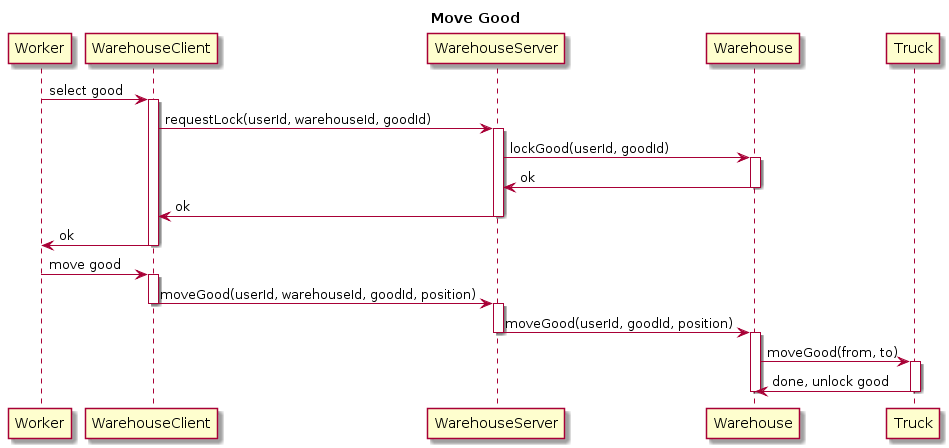 Move Good
Worker WarehouseClient WarehouseServer Warehouse Truck
select good
requestLock(userId, warehouseId, goodId)
lockGood(userId, goodId)
ok
ok
ok
move good
moveGood(userId, warehouseId, goodId, position)
moveGood(userId, goodId, position)
moveGood(from, to)
done, unlock good
Worker WarehouseClient WarehouseServer Warehouse Truck